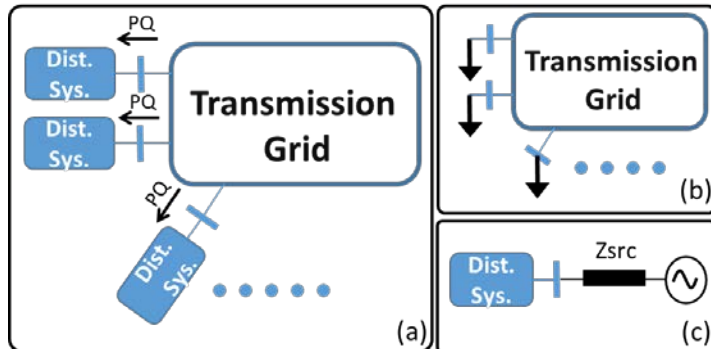 PQ
Dist.
Sys.
PQ
Dist.
Sys.
Transmission
Grid
PQ
Dist.
Sys.
(a)
Transmission
Grid
(b)
Dist.
Sys.
Zsrc
(c)